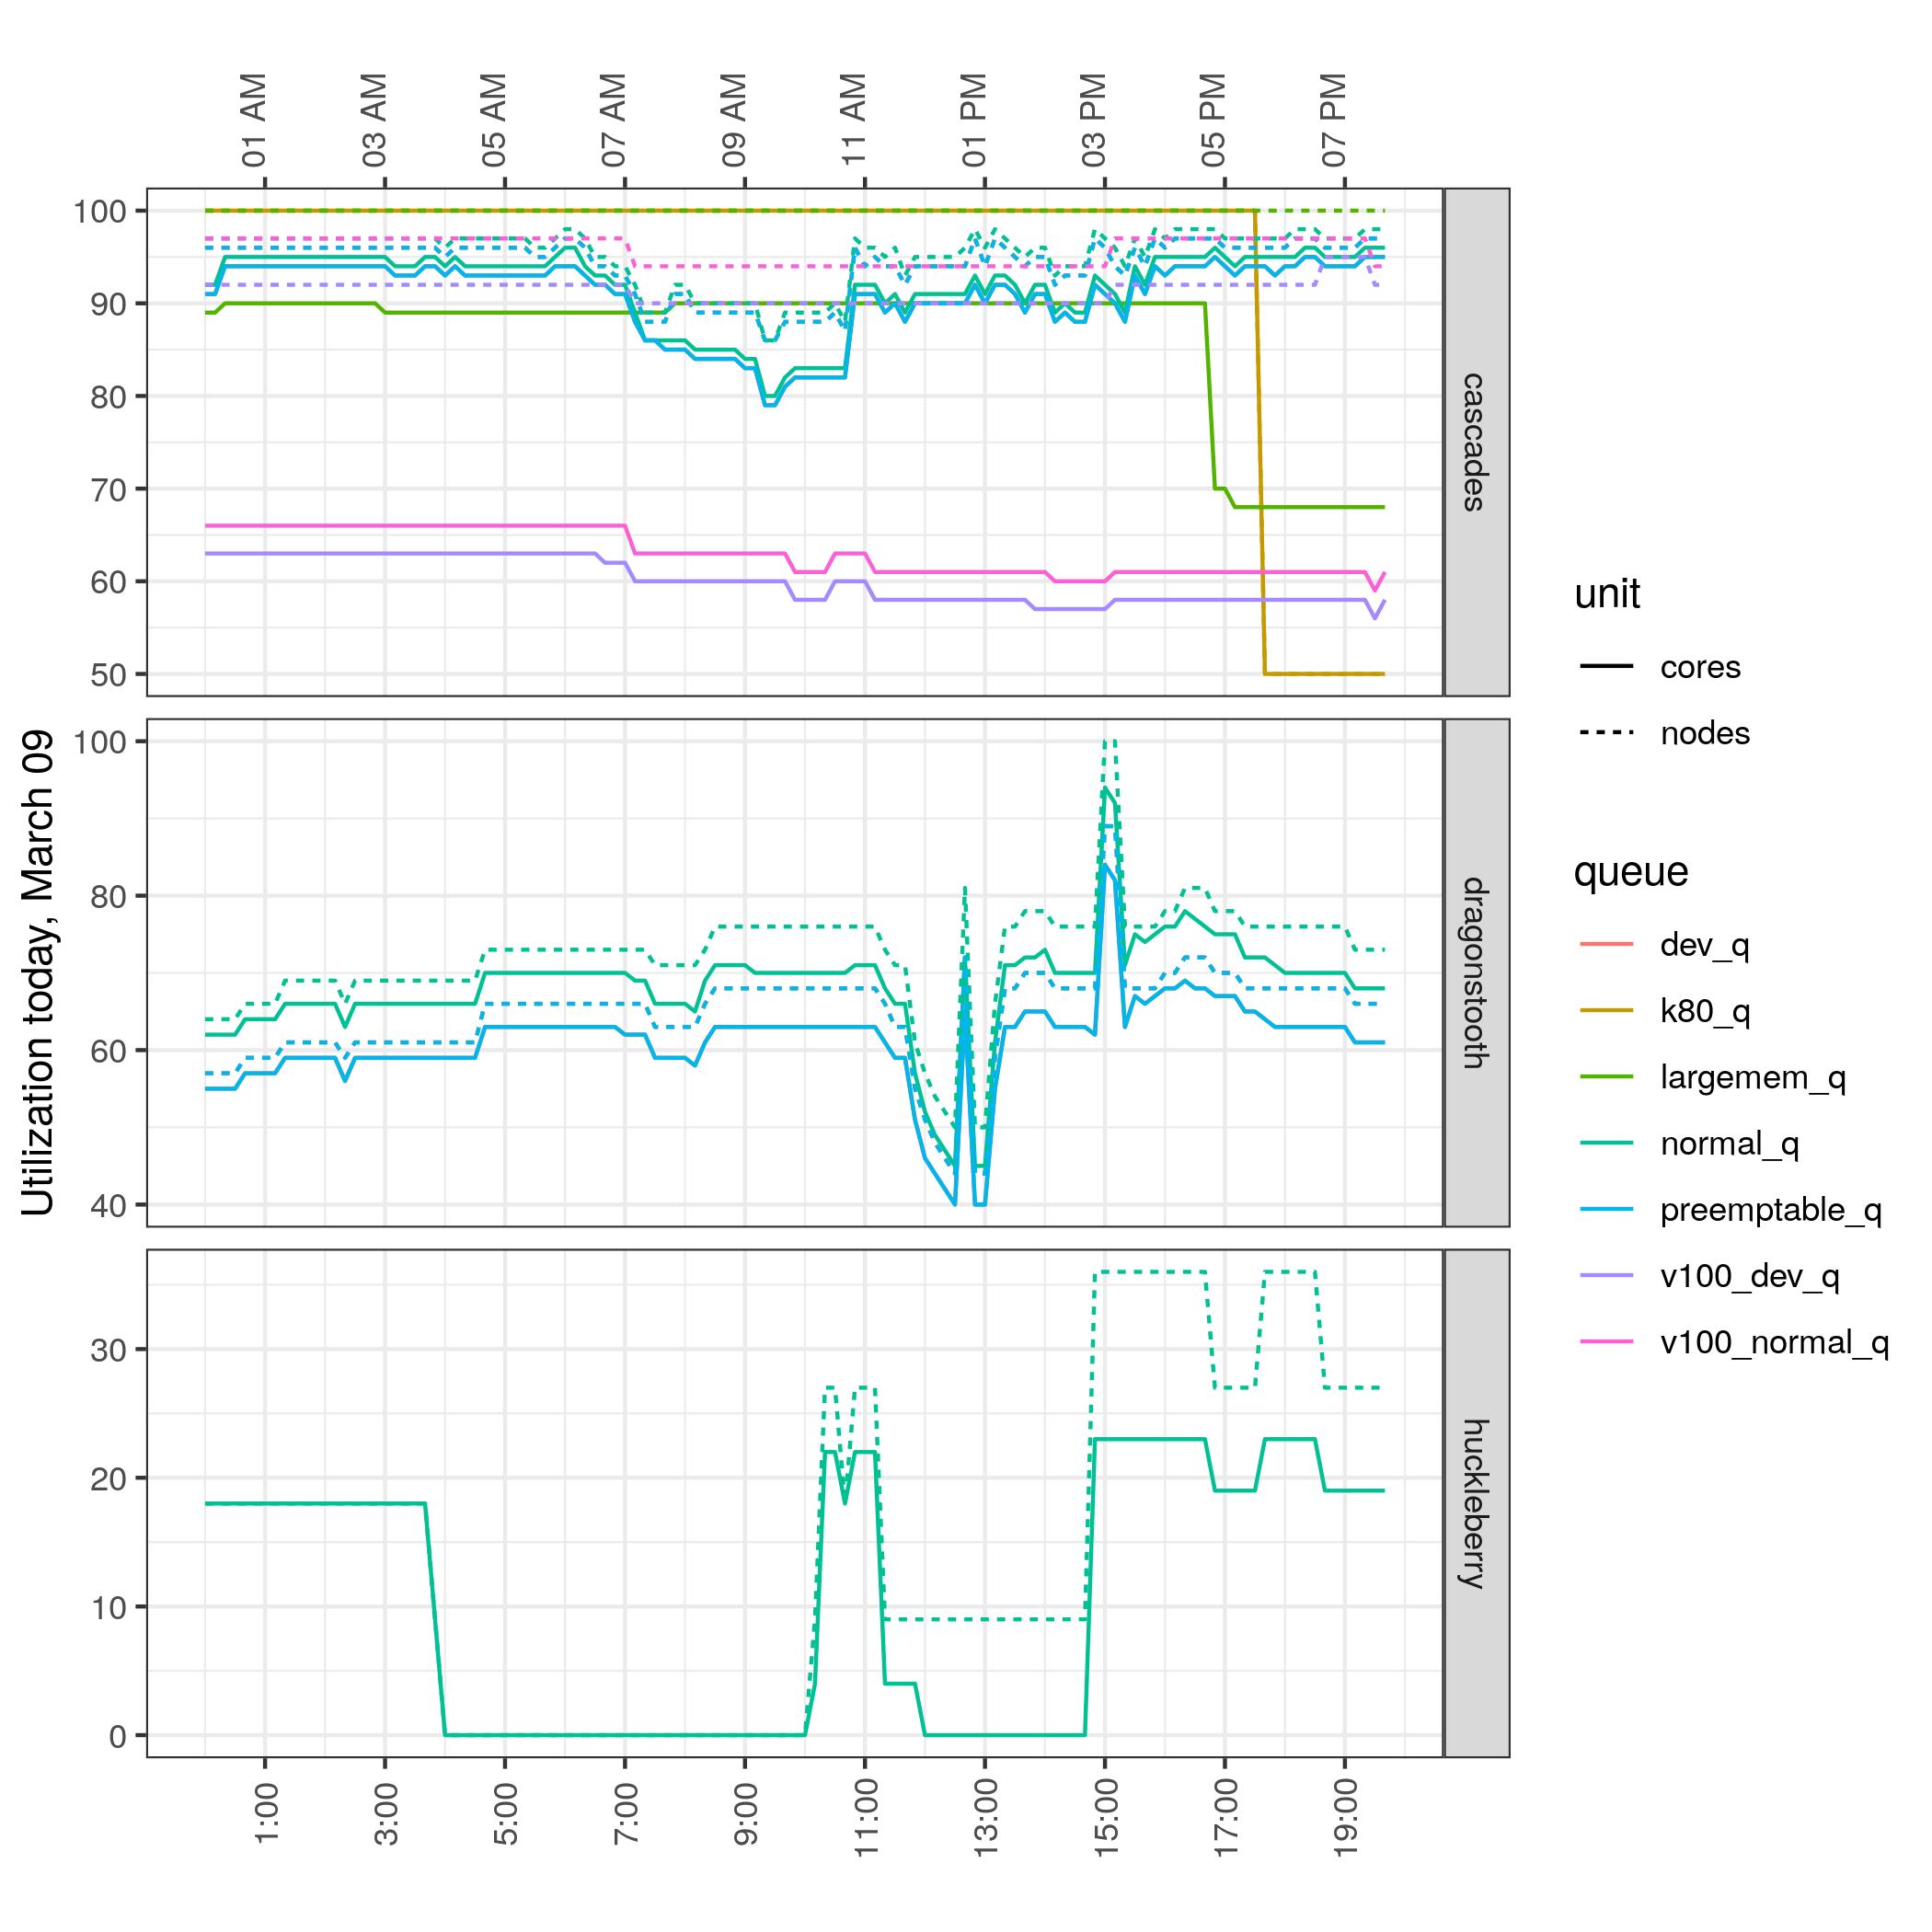 01 AM
03 AM
05 AM
07 AM
09 AM
11 AM
01 PM
03 PM
05 PM
07 PM
Utilization today, March 09
100
90
80
70
60
50
cascades
100
80
60
40
dragonstooth
30
20
10
0
huckleberry
1:00
3:00
5:00
7:00
9:00
11:00
13:00
15:00
17:00
19:00
unit
cores
nodes
queue
dev_q
k80_q
largemem_q
normal_q
preemptable_q
v100_dev_q
v100_normal_q